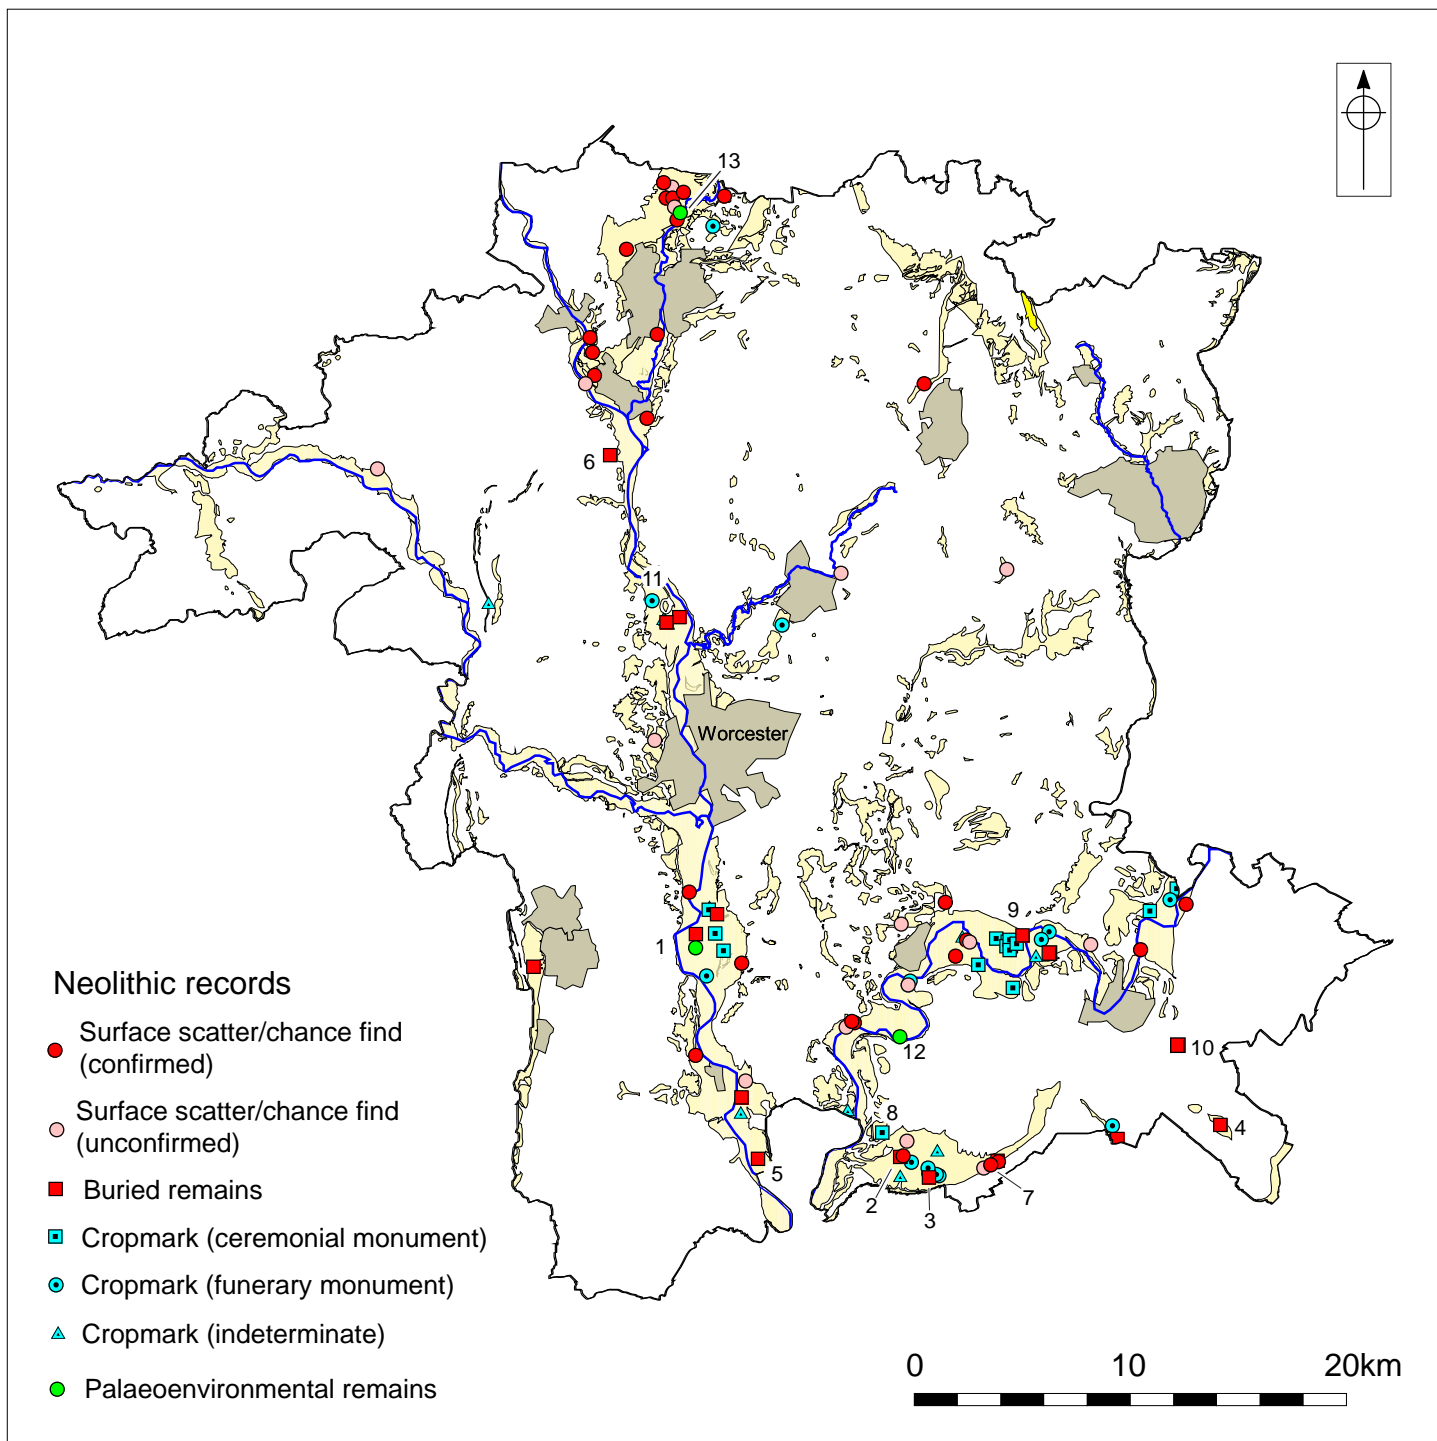 13
6
11
Worcester
9
1
12
10
8
4
5
2
3
7
Neolithic records
Surface scatter/chance find
(confirmed)
Surface scatter/chance find
(unconfirmed)
Buried remains
Cropmark (ceremonial monument)
Cropmark (funerary monument)
Cropmark (indeterminate)
Palaeoenvironmental remains
0 10 20km